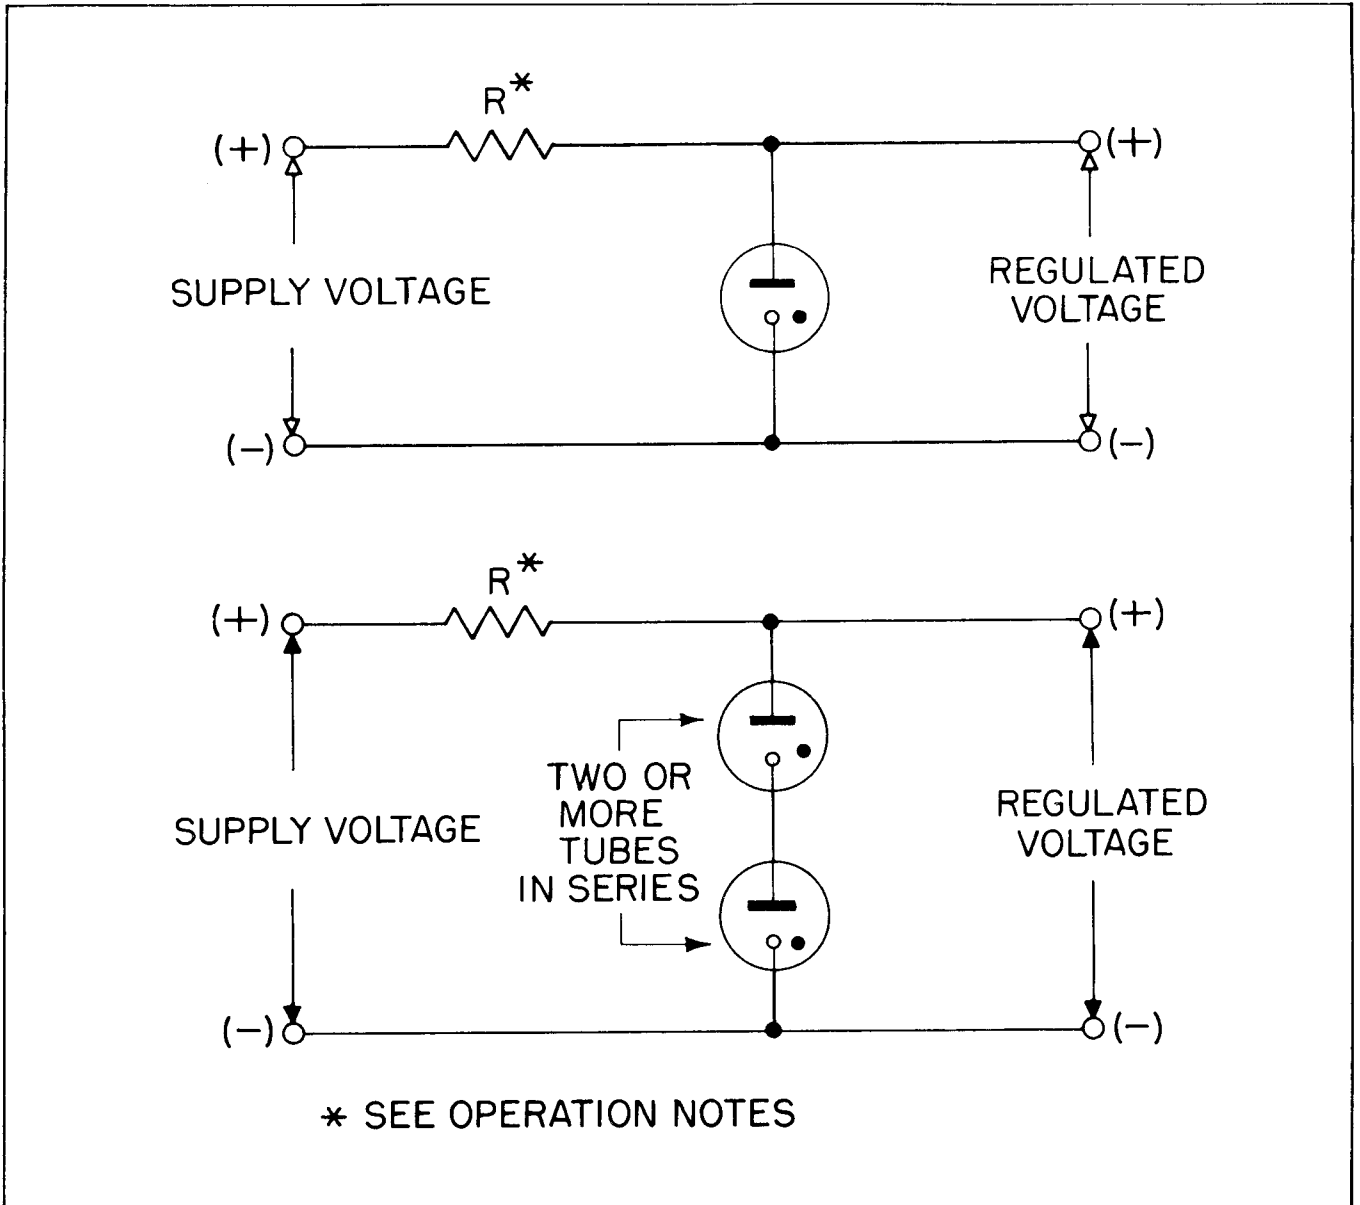 R*
(+) (+)
SUPPLY VOLTAGE
REGULATED
VOLTAGE
(−) (−)
R*
(+) (+)
TWO OR
MORE
TUBES
IN SERIES
SUPPLY VOLTAGE
REGULATED
VOLTAGE
(−) (−)
* SEE OPERATION NOTES